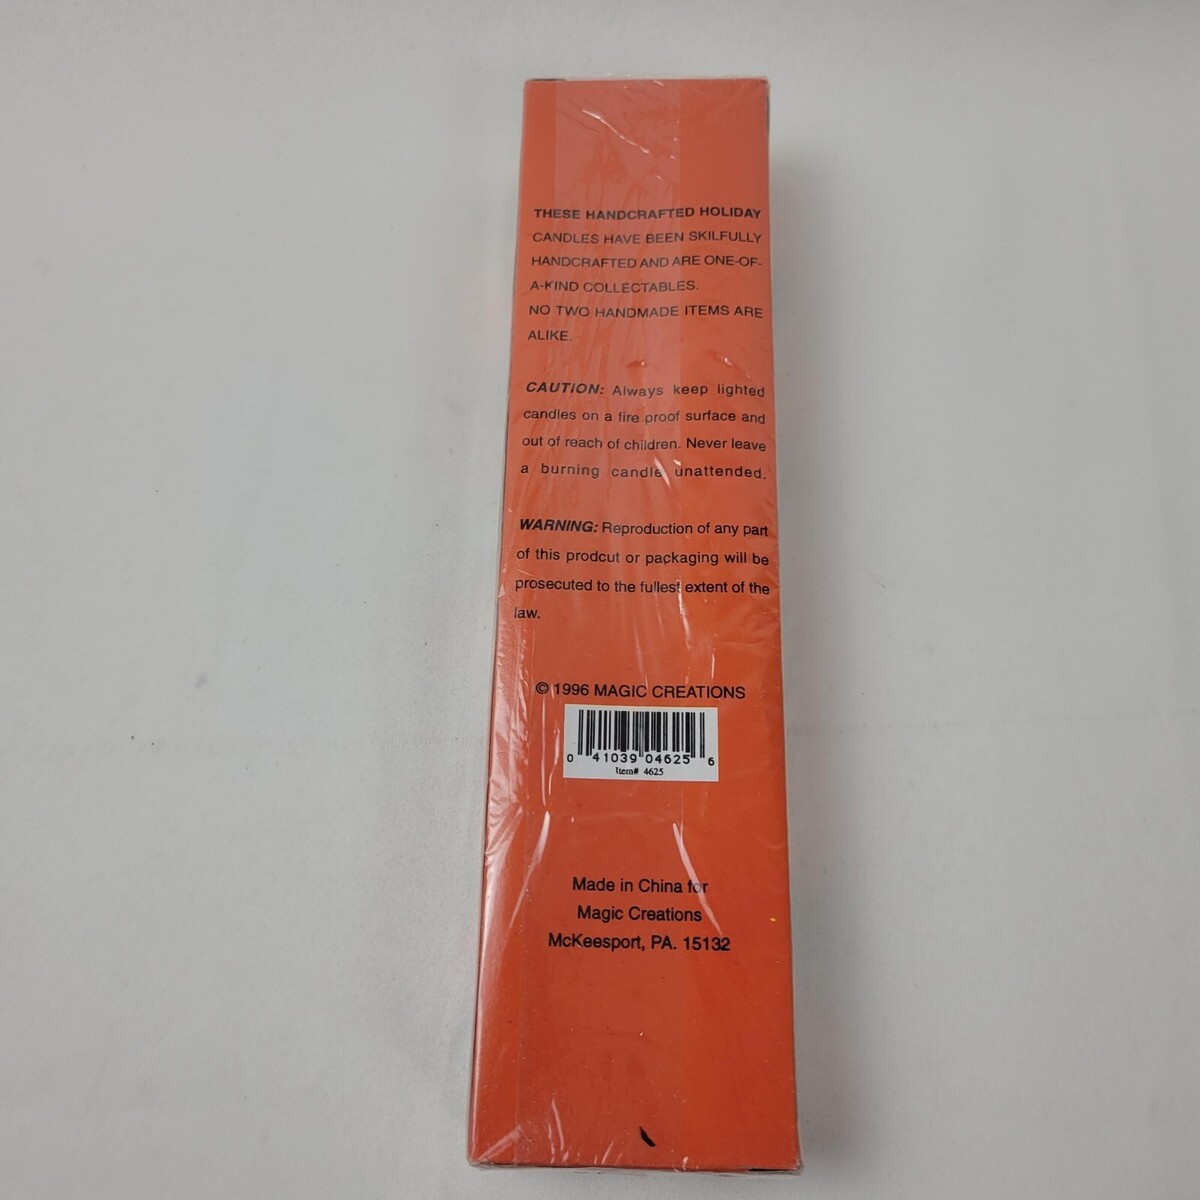 THESE HANDCRAFTED HOLIDAY
CANDLES HAVE BEEN SKILFULLY
HANDCRAFTED AND ARE ONE-OF-
A-KIND COLLECTABLES.
NO TWO HANDMADE ITEMS ARE
ALIKE.
CAUTION: Always keep lighted
candles on a fire proof surface and
out of reach of children. Never leave
a burning candle unattended.
WARNING: Reproduction of any part
of this prodcut or packaging will be
prosecuted to the fullest extent of the
law.
© 1996 MAGIC CREATIONS
0 41039 04625 6
Item# 4625
Made in China for
Magic Creations
McKeesport, PA. 15132